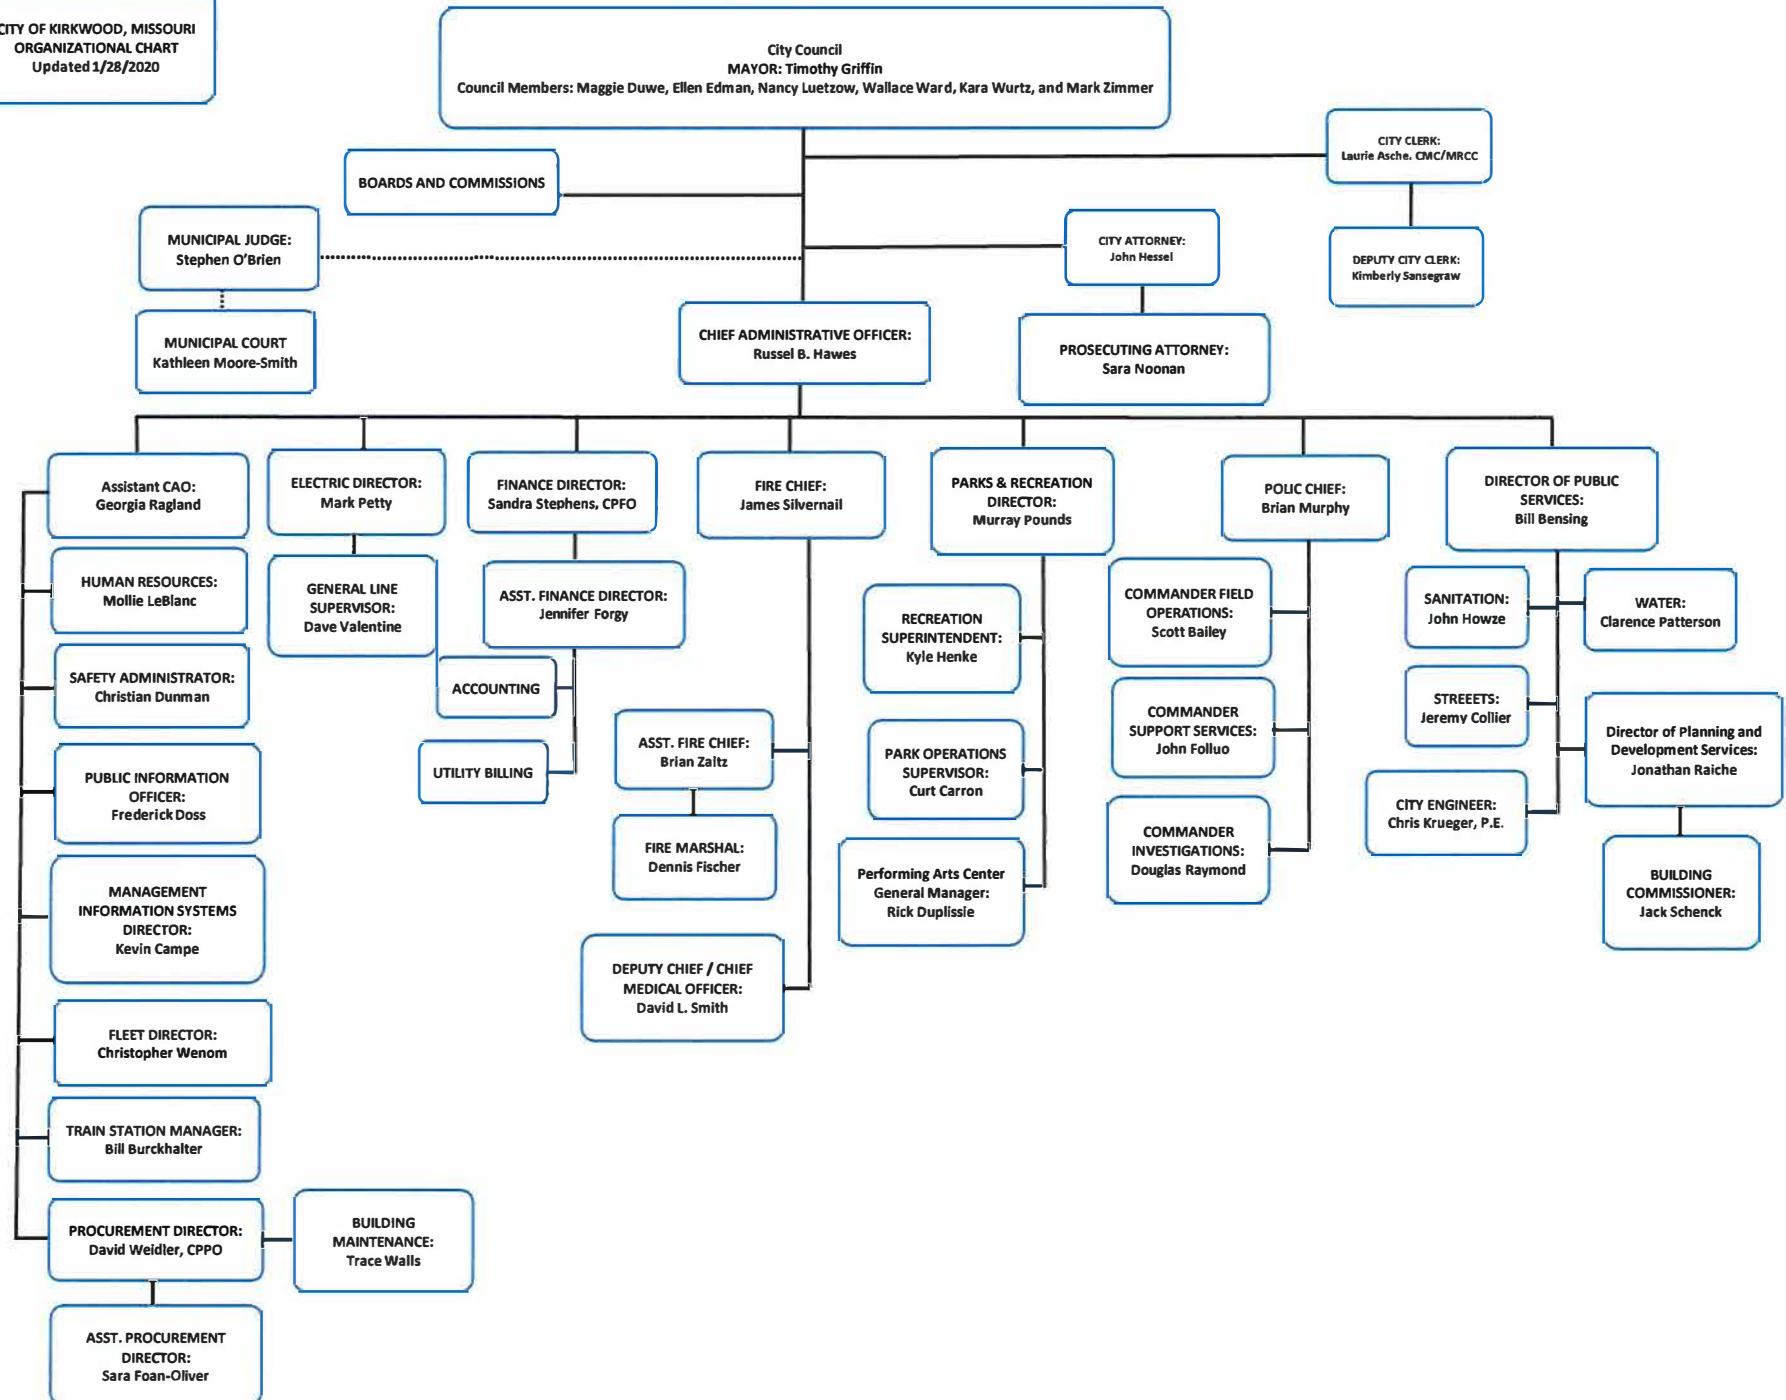 CITY OF KIRKWOOD, MISSOURI
ORGANIZATIONAL CHART
Updated 1/28/2020
City Council
MAYOR: Timothy Griffin
Council Members: Maggie Duwe, Ellen Edman, Nancy Luetzow, Wallace Ward, Kara Wurtz, and Mark Zimmer
CITY CLERK:
Laurie Asche. CMC/MRCC
BOARDS AND COMMISSIONS
MUNICIPAL JUDGE:
Stephen O'Brien
CITY ATTORNEY:
John Hessel
DEPUTY CITY CLERK:
Kimberly Sansegraw
MUNICIPAL COURT
Kathleen Moore-Smith
CHIEF ADMINISTRATIVE OFFICER:
Russel B. Hawes
PROSECUTING ATTORNEY:
Sara Noonan
Assistant CAO:
Georgia Ragland
ELECTRIC DIRECTOR:
Mark Petty
FINANCE DIRECTOR:
Sandra Stephens, CPFO
FIRE CHIEF:
James Silvernail
PARKS & RECREATION
DIRECTOR:
Murray Pounds
POLIC CHIEF:
Brian Murphy
DIRECTOR OF PUBLIC
SERVICES:
Bill Bensing
HUMAN RESOURCES:
Mollie LeBlanc
GENERAL LINE
SUPERVISOR:
Dave Valentine
ASST. FINANCE DIRECTOR:
Jennifer Forgy
RECREATION
SUPERINTENDENT:
Kyle Henke
COMMANDER FIELD
OPERATIONS:
Scott Bailey
SANITATION:
John Howze
WATER:
Clarence Patterson
SAFETY ADMINISTRATOR:
Christian Dunman
ACCOUNTING
COMMANDER
SUPPORT SERVICES:
John Folluo
STREEETS:
Jeremy Collier
Director of Planning and
Development Services:
Jonathan Raiche
PUBLIC INFORMATION
OFFICER:
Frederick Doss
UTILITY BILLING
ASST. FIRE CHIEF:
Brian Zaitz
PARK OPERATIONS
SUPERVISOR:
Curt Carron
CITY ENGINEER:
Chris Krueger, P.E.
MANAGEMENT
INFORMATION SYSTEMS
DIRECTOR:
Kevin Campe
FIRE MARSHAL:
Dennis Fischer
Performing Arts Center
General Manager:
Rick Duplissie
COMMANDER
INVESTIGATIONS:
Douglas Raymond
BUILDING
COMMISSIONER:
Jack Schenck
DEPUTY CHIEF / CHIEF
MEDICAL OFFICER:
David L. Smith
FLEET DIRECTOR:
Christopher Wenom
TRAIN STATION MANAGER:
Bill Burckhalter
PROCUREMENT DIRECTOR:
David Weidler, CPPO
BUILDING
MAINTENANCE:
Trace Walls
ASST. PROCUREMENT
DIRECTOR:
Sara Foan-Oliver